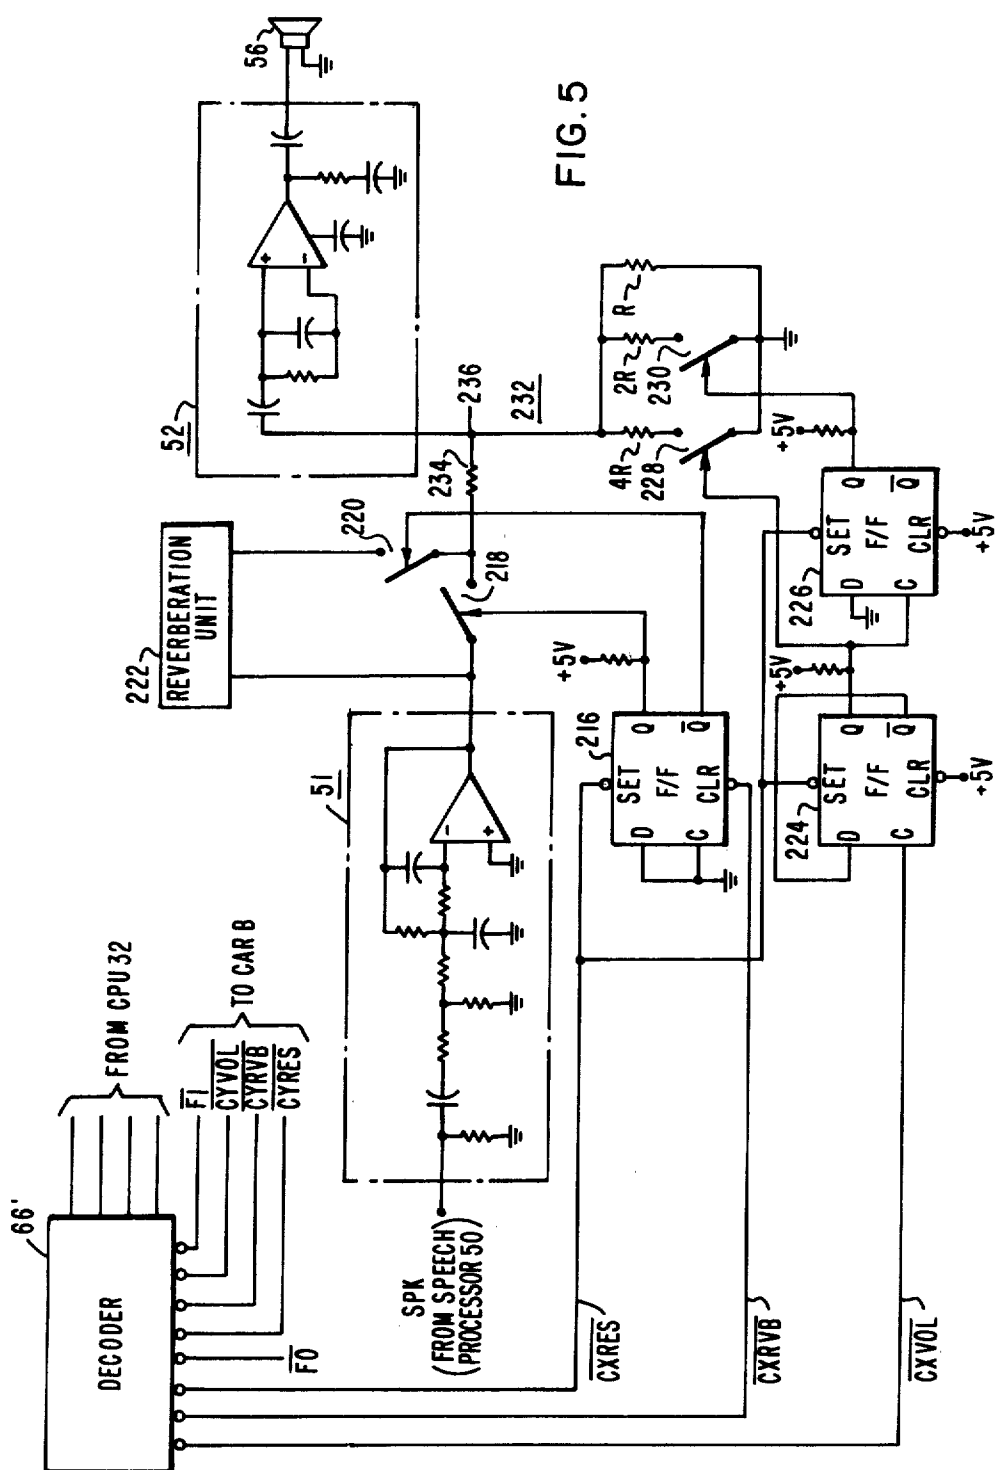 66'
DECODER
FROM CPU 32
F1
CYVOL
CYRVB
CYRES
TO CAR B
F0
SPK
(FROM SPEECH
PROCESSOR 50)
CXRES
CXRVB
CXVOL
51
-
+
222
REVERBERATION
UNIT
220
218
234
236
232
52
+
-
56
FIG. 5
216
+5V
SET
D
Q
F/F
C
Q
CLR
224
+5V
SET
D
Q
F/F
C
Q
CLR
+5V
226
+5V
SET
D
Q
F/F
C
Q
CLR
+5V
4R
228
2R
230
R